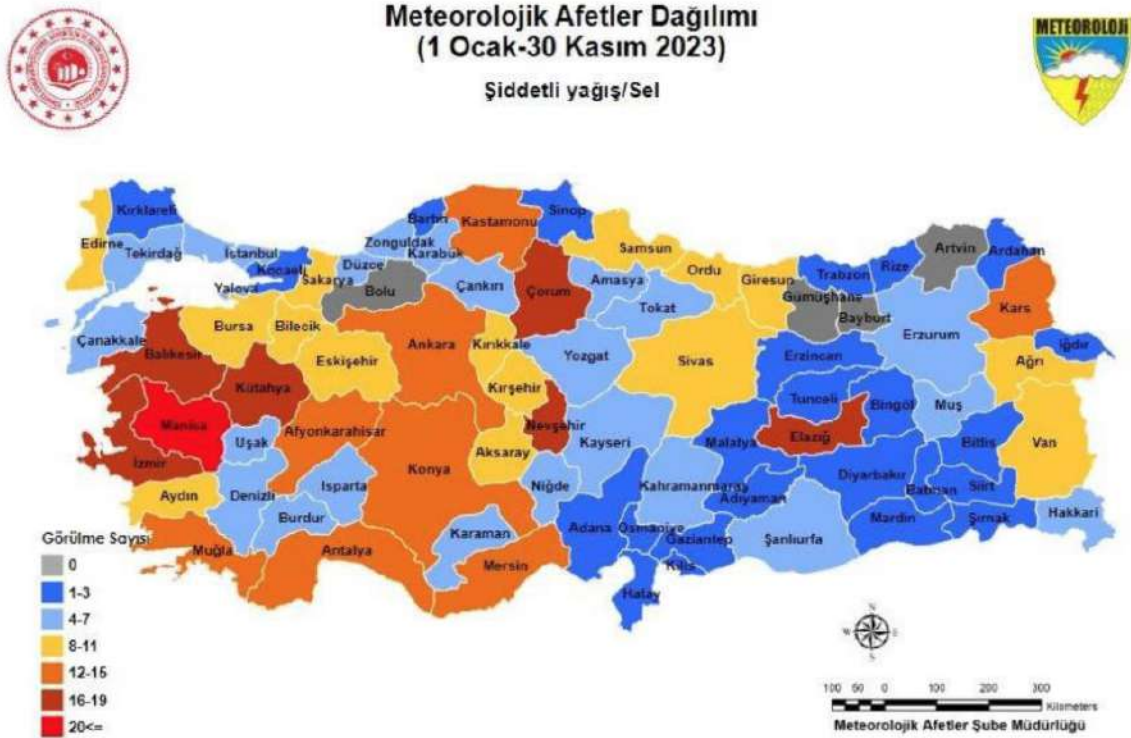 Meteorolojik Afetler Dağılımı
(1 Ocak-30 Kasım 2023)
Şiddetli yağış/Sel
METEOROLOJİ
Kırklareli
Edirne
Tekirdağ
İstanbul
Kocaeli
Yalova
Sakarya
Düzce
Zonguldak
Bartın
Karabük
Kastamonu
Sinop
Bolu
Çankırı
Çorum
Samsun
Amasya
Ordu
Tokat
Giresun
Trabzon
Rize
Artvin
Ardahan
Gümüşhane
Bayburt
Kars
Iğdır
Erzurum
Ağrı
Çanakkale
Balıkesir
Bursa
Bilecik
Eskişehir
Ankara
Kırıkkale
Kırşehir
Yozgat
Sivas
Erzincan
Tunceli
Bingöl
Muş
Kütahya
Manisa
Uşak
Afyonkarahisar
Konya
Aksaray
Nevşehir
Kayseri
Malatya
Elazığ
Diyarbakır
Bitlis
Van
İzmir
Aydın
Denizli
Isparta
Burdur
Niğde
Kahramanmaraş
Adıyaman
Batman
Siirt
Mardin
Şırnak
Hakkari
Muğla
Antalya
Karaman
Mersin
Adana
Osmaniye
Gaziantep
Kilis
Şanlıurfa
Hatay
Görülme Sayısı
0
1-3
4-7
8-11
12-15
16-19
20<=
N
W
E
S
100 50 0 100 200 300
Kilometers
Meteorolojik Afetler Şube Müdürlüğü